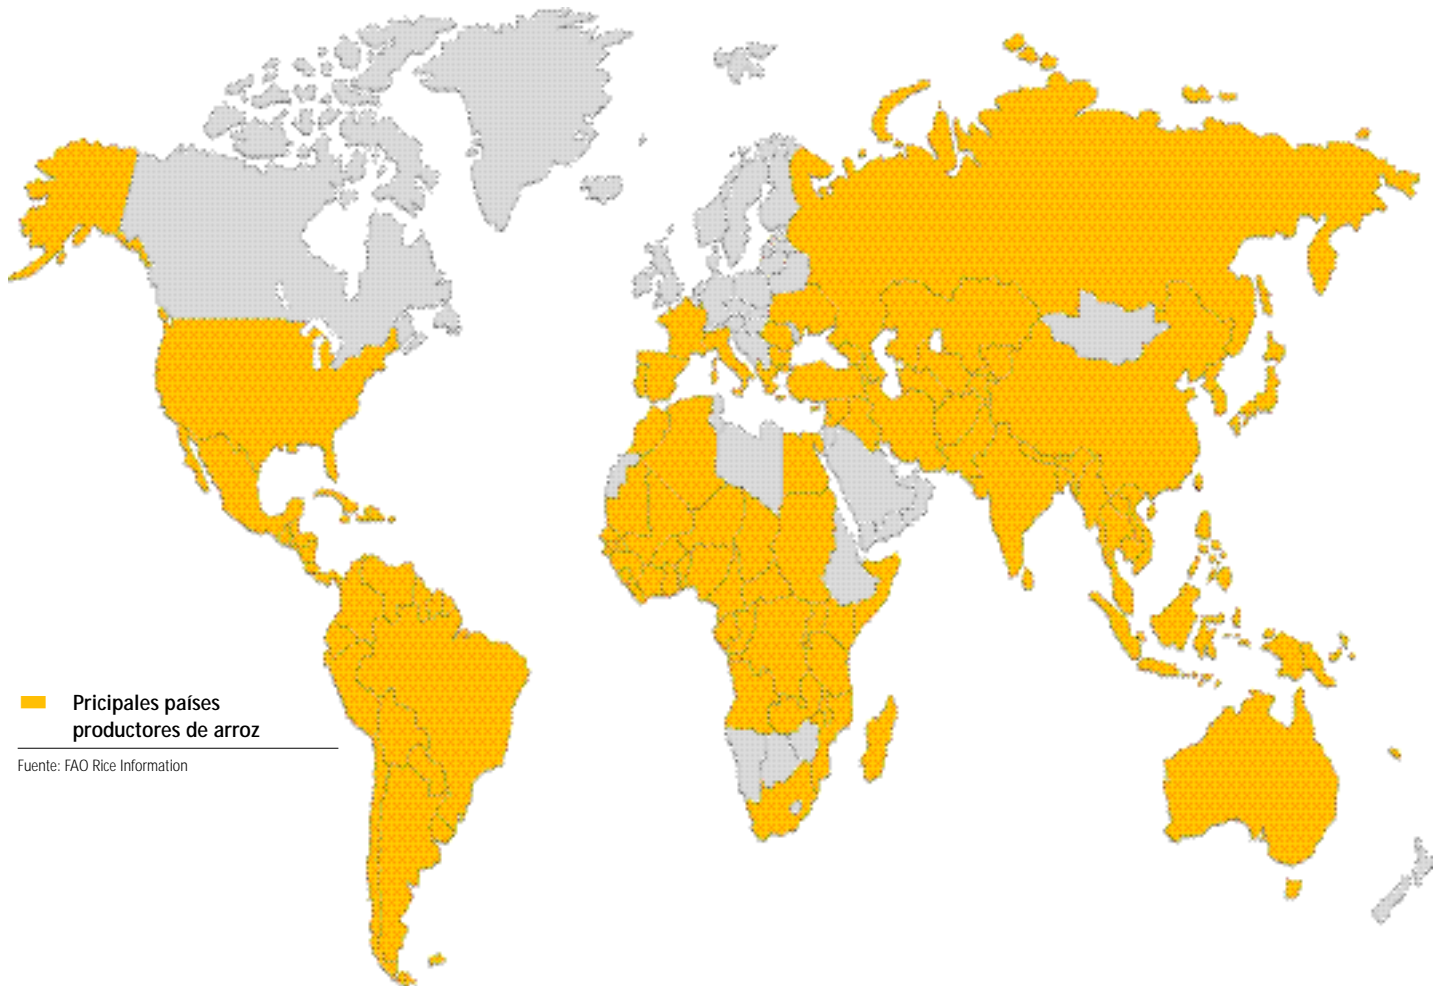 Pricipales países
productores de arroz
Fuente: FAO Rice Information